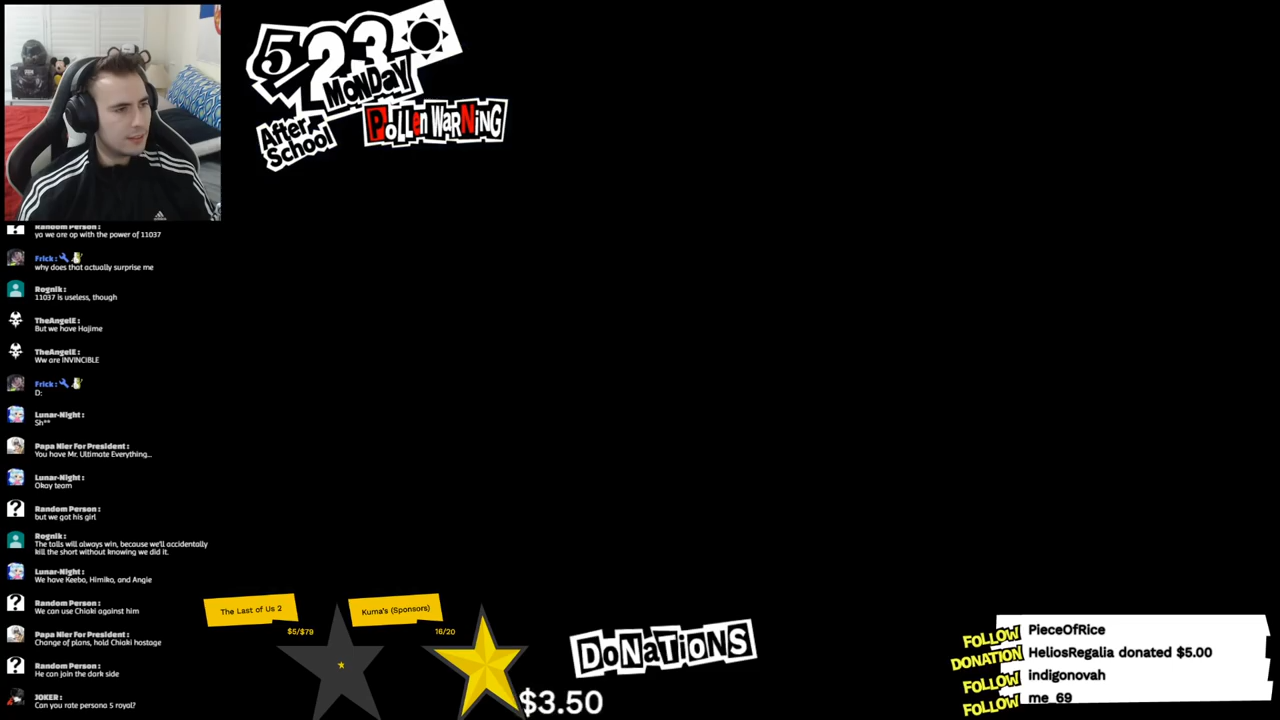 5/23
MONDAY
After School
Pollen WARNING
Random Person :
ya we are op with the power of 11037
Frick :
why does that actually surprise me
Rognik :
11037 is useless, though
TheAngelE :
But we have Hajime
TheAngelE :
Ww are INVINCIBLE
Frick :
D:
Lunar-Night :
Sh**
Papa Nier For President :
You have Mr. Ultimate Everything...
Lunar-Night :
Okay team
Random Person :
but we got his girl
Rognik :
The talls will always win, because we'll accidentally
kill the short without knowing we did it.
Lunar-Night :
We have Keebo, Himiko, and Angie
Random Person :
We can use Chiaki against him
Papa Nier For President :
Change of plans, hold Chiaki hostage
Random Person :
He can join the dark side
JOKER :
Can you rate persona 5 royal?
The Last of Us 2
$5/$79
Kuma's (Sponsors)
16/20
DoNaTiONS
$3.50
FOLLOW PieceOfRice
DONATION HeliosRegalia donated $5.00
FOLLOW indigonovah
FOLLOW me_69
adidas